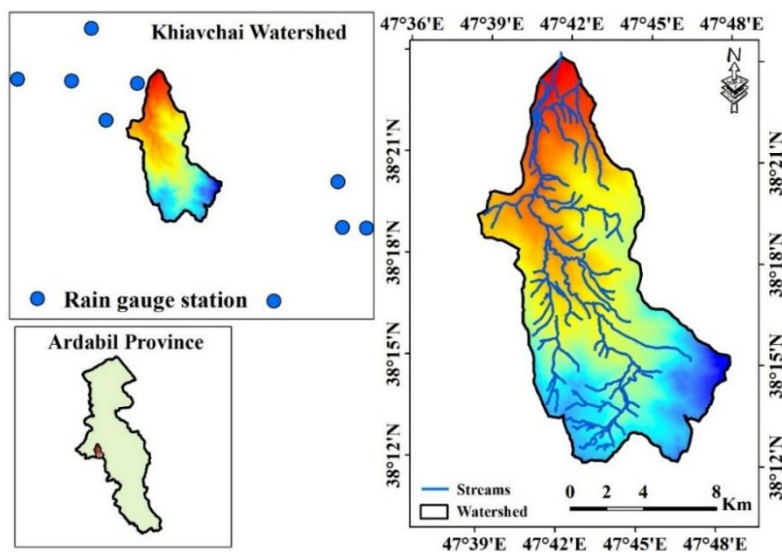 Khiavchai Watershed
Rain gauge station
Ardabil Province
47°36'E 47°39'E 47°42'E 47°45'E 47°48'E
N
38°21'N
38°18'N
38°15'N
38°12'N
38°21'N
38°18'N
38°15'N
38°12'N
Streams
Watershed
0 2 4 8
Km
47°39'E 47°42'E 47°45'E 47°48'E